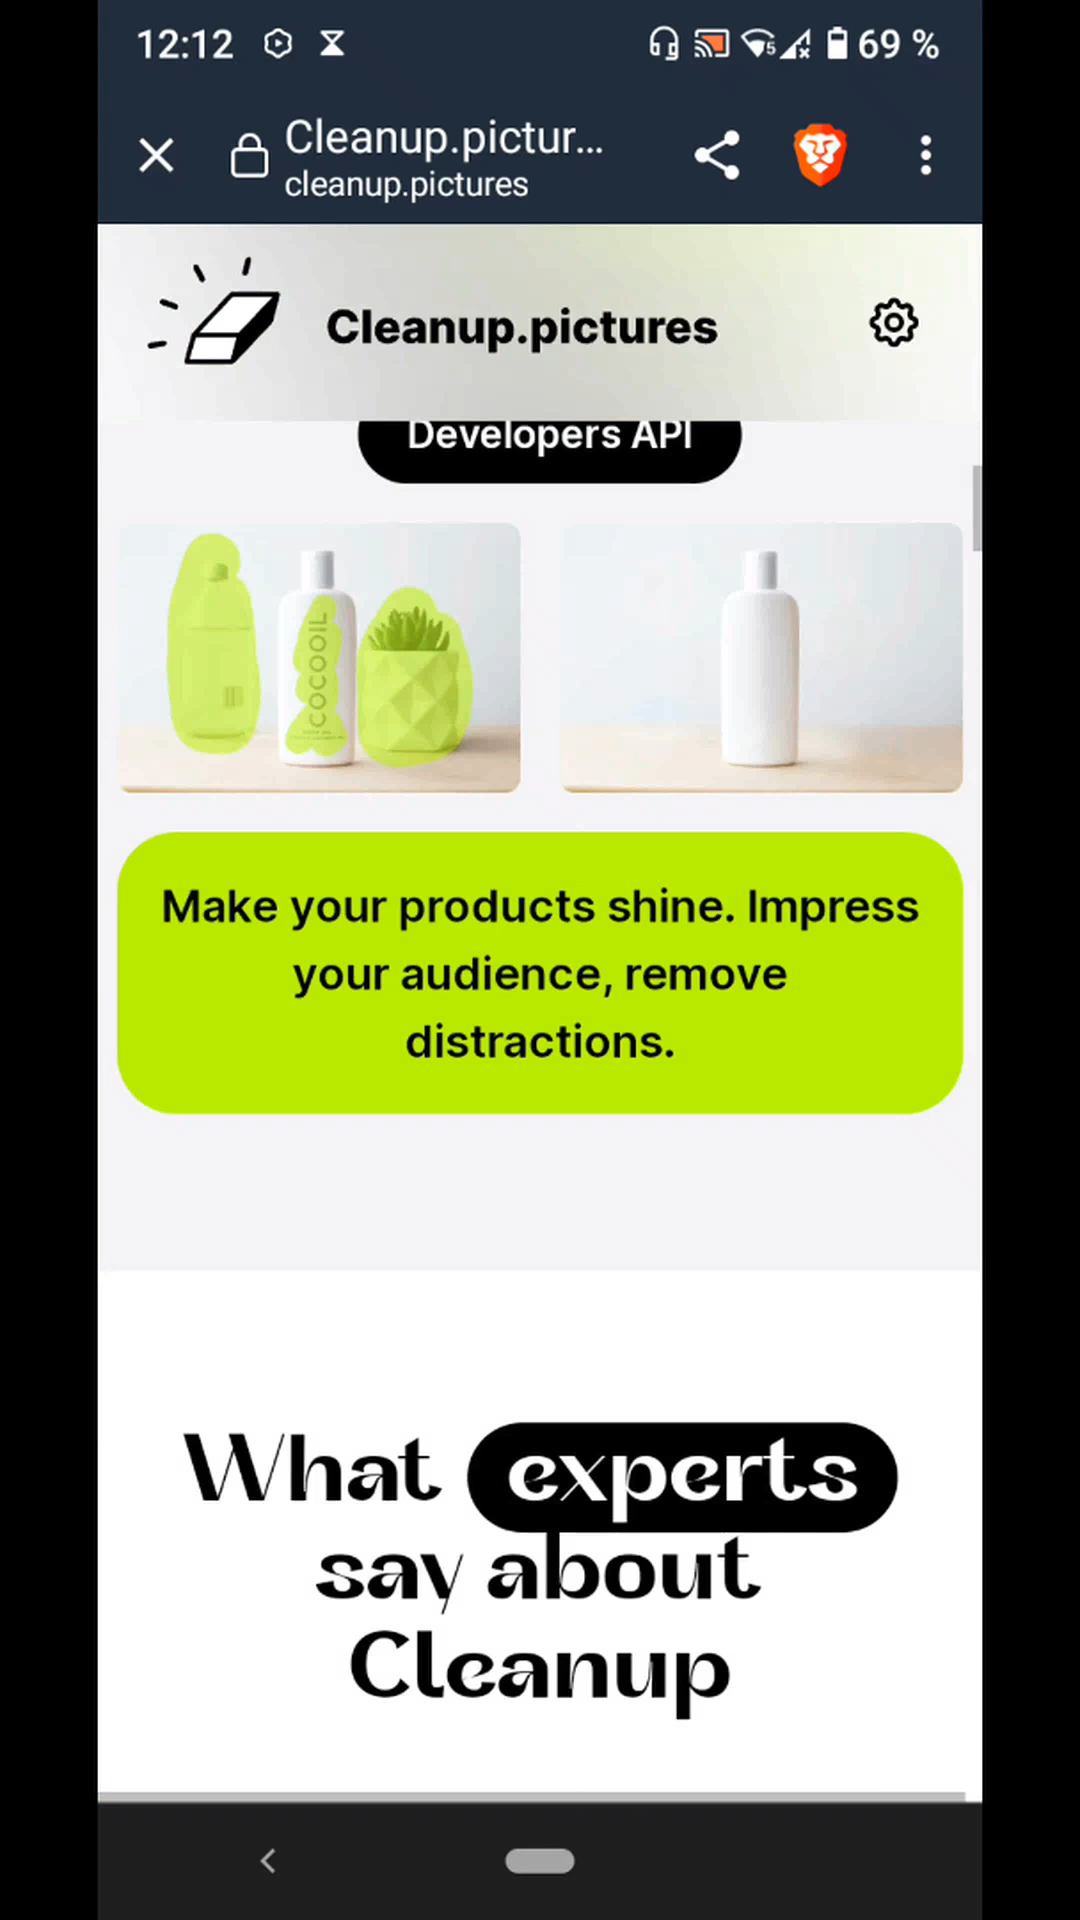 12:12
5
69 %
Cleanup.pictur...
cleanup.pictures
Cleanup.pictures
Developers API
COCOOIL
Make your products shine. Impress
your audience, remove
distractions.
What experts
say about
Cleanup